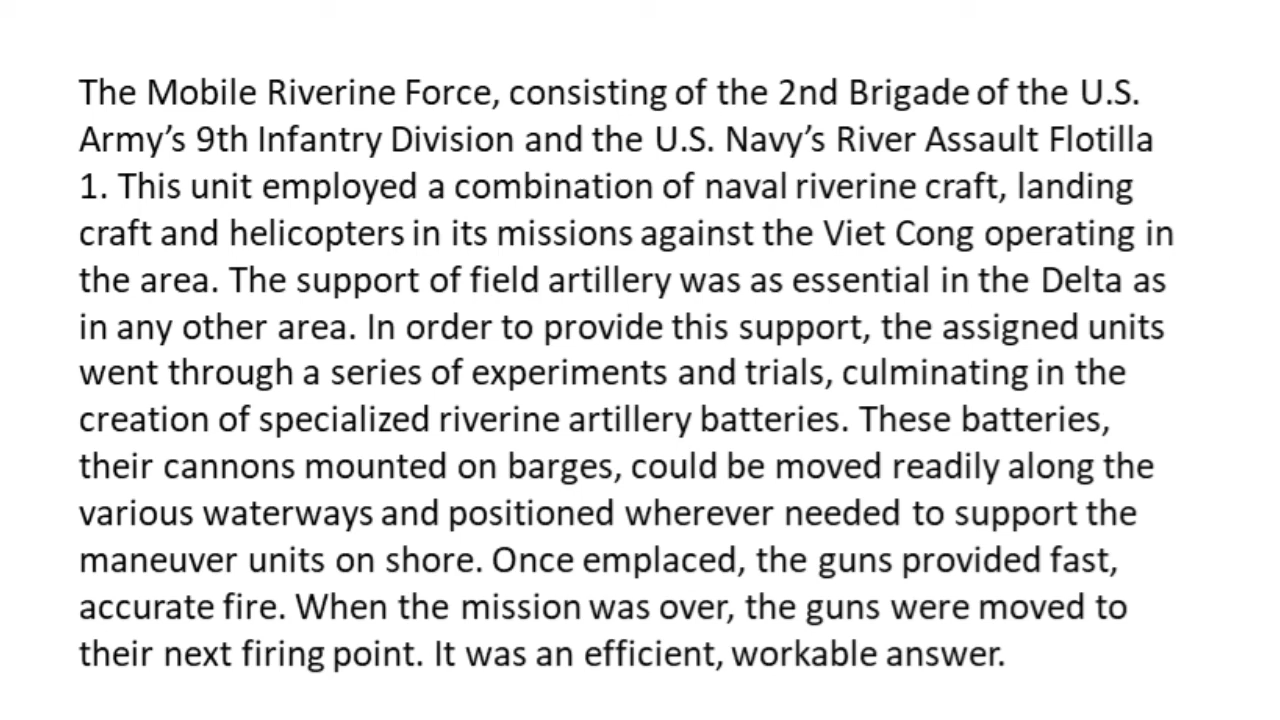 The Mobile Riverine Force, consisting of the 2nd Brigade of the U.S.
Army’s 9th Infantry Division and the U.S. Navy’s River Assault Flotilla
1. This unit employed a combination of naval riverine craft, landing
craft and helicopters in its missions against the Viet Cong operating in
the area. The support of field artillery was as essential in the Delta as
in any other area. In order to provide this support, the assigned units
went through a series of experiments and trials, culminating in the
creation of specialized riverine artillery batteries. These batteries,
their cannons mounted on barges, could be moved readily along the
various waterways and positioned wherever needed to support the
maneuver units on shore. Once emplaced, the guns provided fast,
accurate fire. When the mission was over, the guns were moved to
their next firing point. It was an efficient, workable answer.